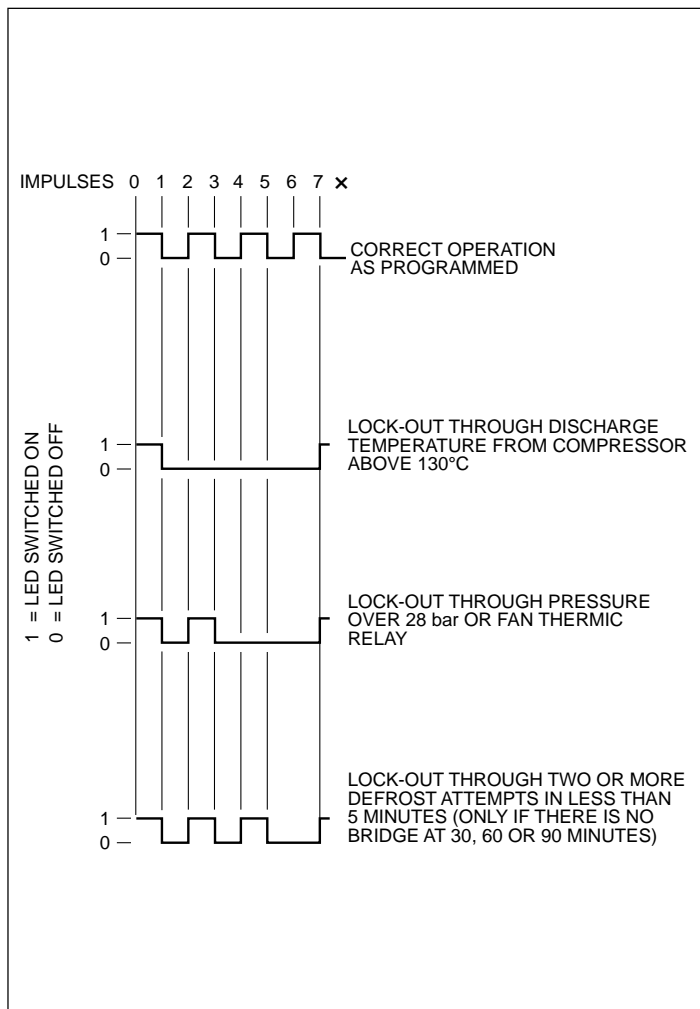 IMPULSES 0 1 2 3 4 5 6 7 ×
1
0
CORRECT OPERATION
AS PROGRAMMED
1 = LED SWITCHED ON
0 = LED SWITCHED OFF
1
0
LOCK-OUT THROUGH DISCHARGE
TEMPERATURE FROM COMPRESSOR
ABOVE 130°C
1
0
LOCK-OUT THROUGH PRESSURE
OVER 28 bar OR FAN THERMIC
RELAY
1
0
LOCK-OUT THROUGH TWO OR MORE
DEFROST ATTEMPTS IN LESS THAN
5 MINUTES (ONLY IF THERE IS NO
BRIDGE AT 30, 60 OR 90 MINUTES)